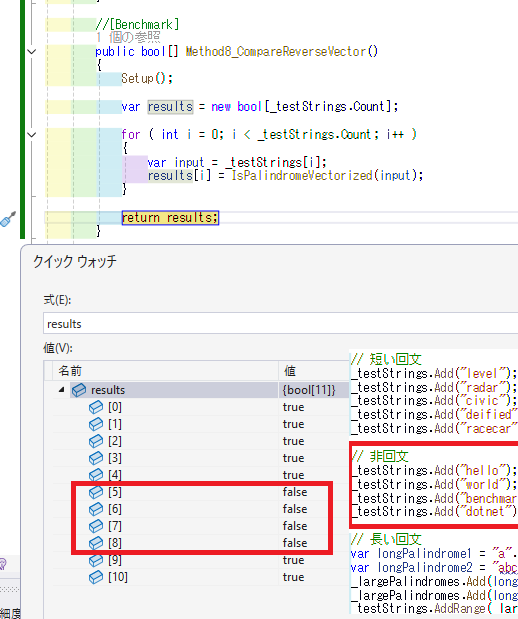 }
//[Benchmark]
1 個の参照
public bool[] Method8_CompareReverseVector()
{
Setup();
var results = new bool[_testStrings.Count];
for ( int i = 0; i < _testStrings.Count; i++ )
{
var input = _testStrings[i];
results[i] = IsPalindromeVectorized(input);
}
return results;
}
クイック ウォッチ
式(E):
results
値(V):
名前 値
results {bool[11]}
[0] true
[1] true
[2] true
[3] true
[4] true
[5] false
[6] false
[7] false
[8] false
[9] true
[10] true
// 短い回文
_testStrings.Add("level");
_testStrings.Add("radar");
_testStrings.Add("civic");
_testStrings.Add("deified"
_testStrings.Add("racecar"
// 非回文
_testStrings.Add("hello");
_testStrings.Add("world");
_testStrings.Add("benchmar
_testStrings.Add("dotnet")
// 長い回文
var longPalindrome1 = "a".
var longPalindrome2 = "abc
_largePalindromes.Add(long
_largePalindromes.Add(long
_testStrings.AddRange( lar
細度